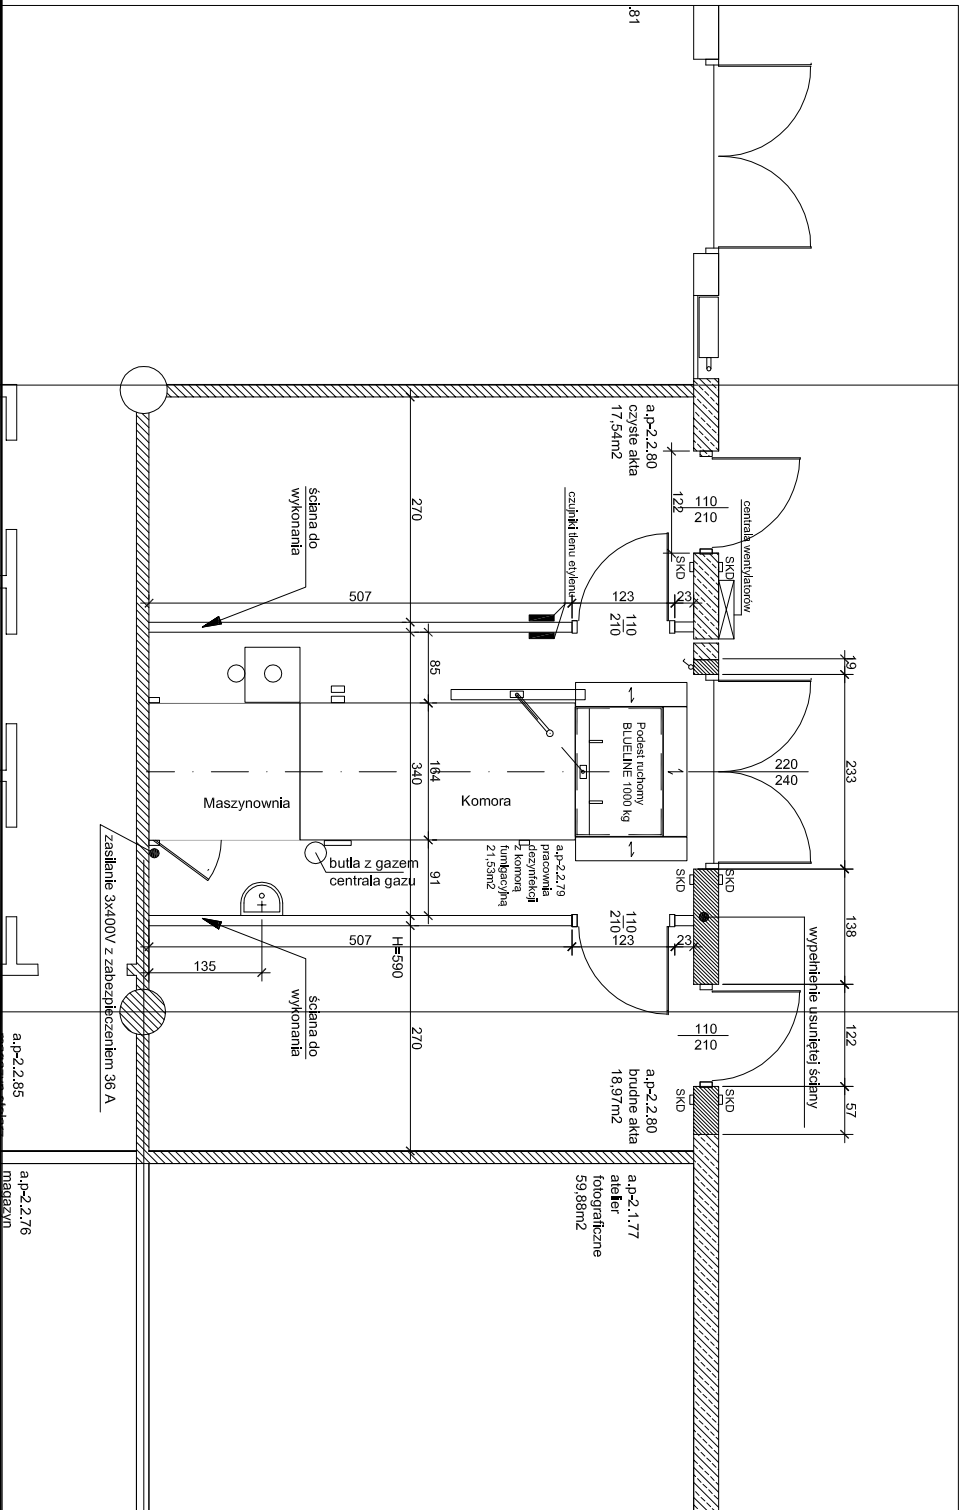 .81
a.p-2.2.80
czyste akta
17,54m2
122
110
210
centrala wentylatorów
SKD
SKD
czujniki tlenu etylenu
270
ściana do
wykonania
507
123
23
110
210
19
85
164
340
91
233
220
240
Podest ruchomy
BLUELINE 1000 kg
Komora
Maszynownia
butla z gazem
centrala gazu
a.p-2.2.79
pracownia
dezynfekcji
z komorą
fumigacyjną
21,53m2
110
210
SKD
SKD
138
wypełnienie usuniętej ściany
507
H=590
123
23
135
ściana do
wykonania
zasilanie 3x400V z zabezpieczeniem 36 A
270
110
210
122
a.p-2.2.80
brudne akta
18,97m2
SKD
SKD
57
a.p-2.1.77
atelier
fotograficzne
59,88m2
a.p-2.2.85
a.p-2.2.76
magazyn